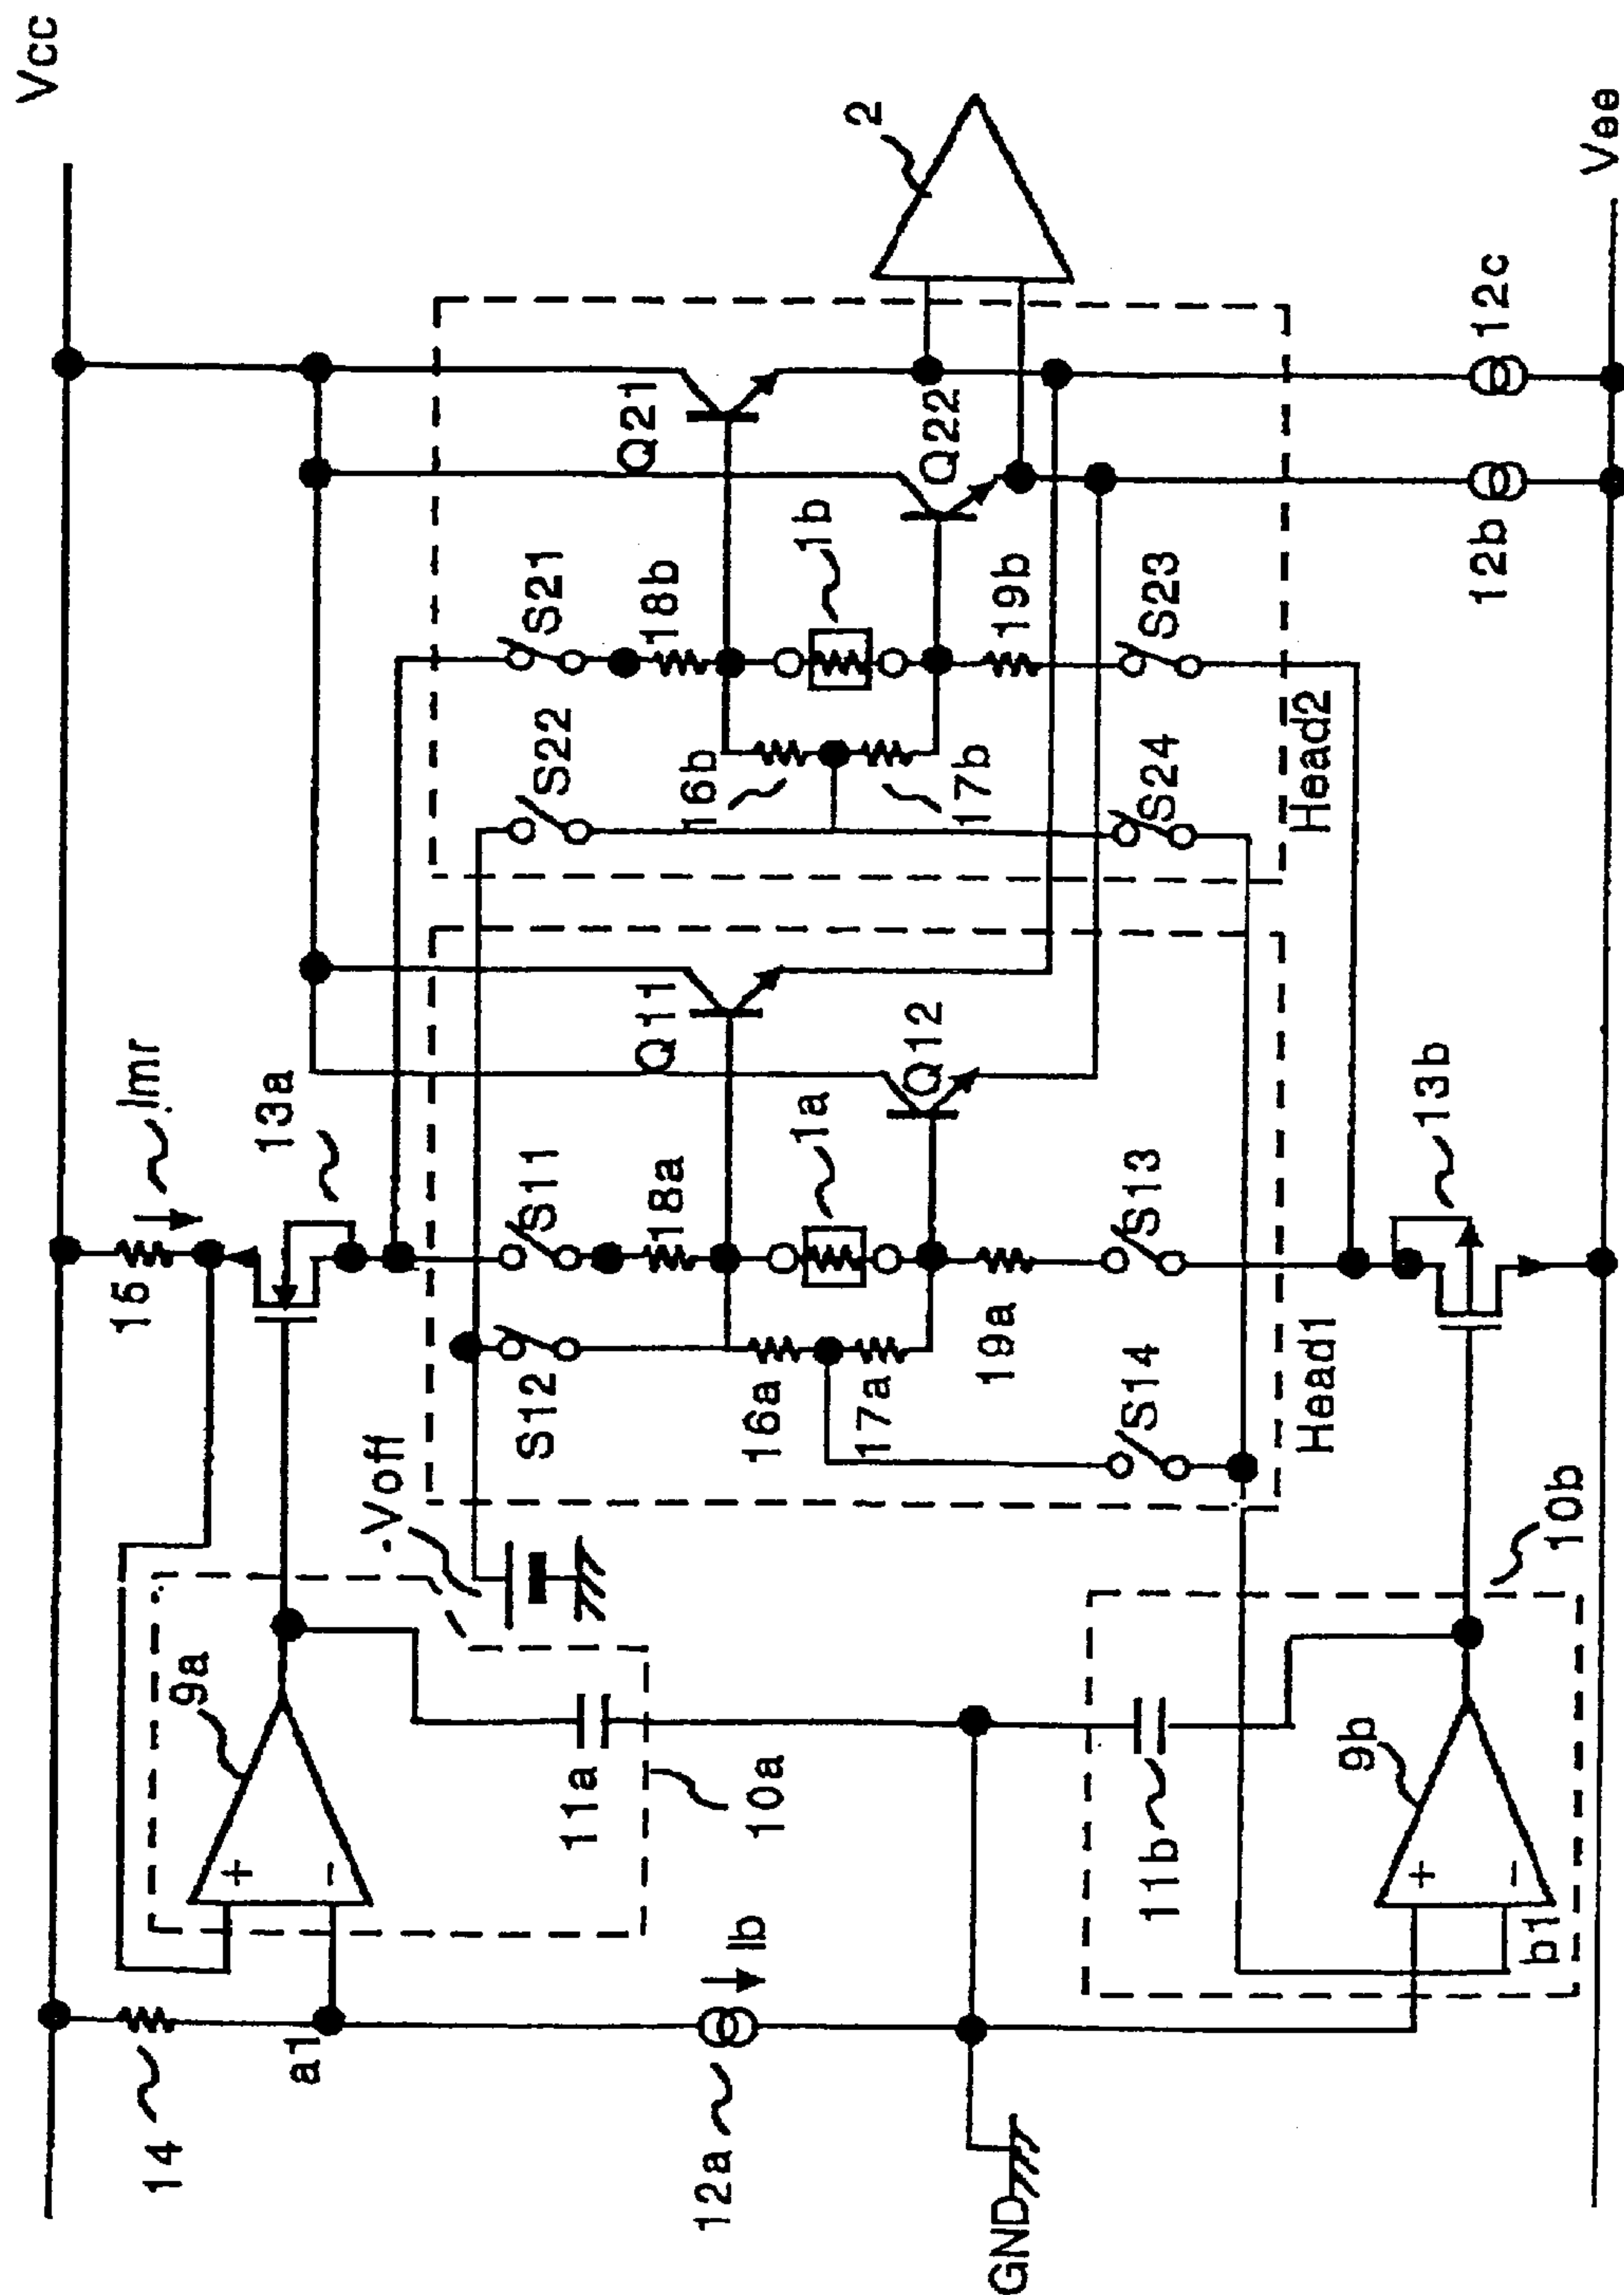 Vcc
Imr
15
13a
14
a1
9a
+
-
11a
10a
Voff
12a
Ib
GND
S11
S12
18a
Q11
1a
16a
17a
Q12
19a
S13
S14
Head1
S21
S22
18b
Q21
1b
16b
17b
Q22
19b
S23
S24
Head2
2
13b
10b
11b
9b
+
-
b1
12b
12c
Vee